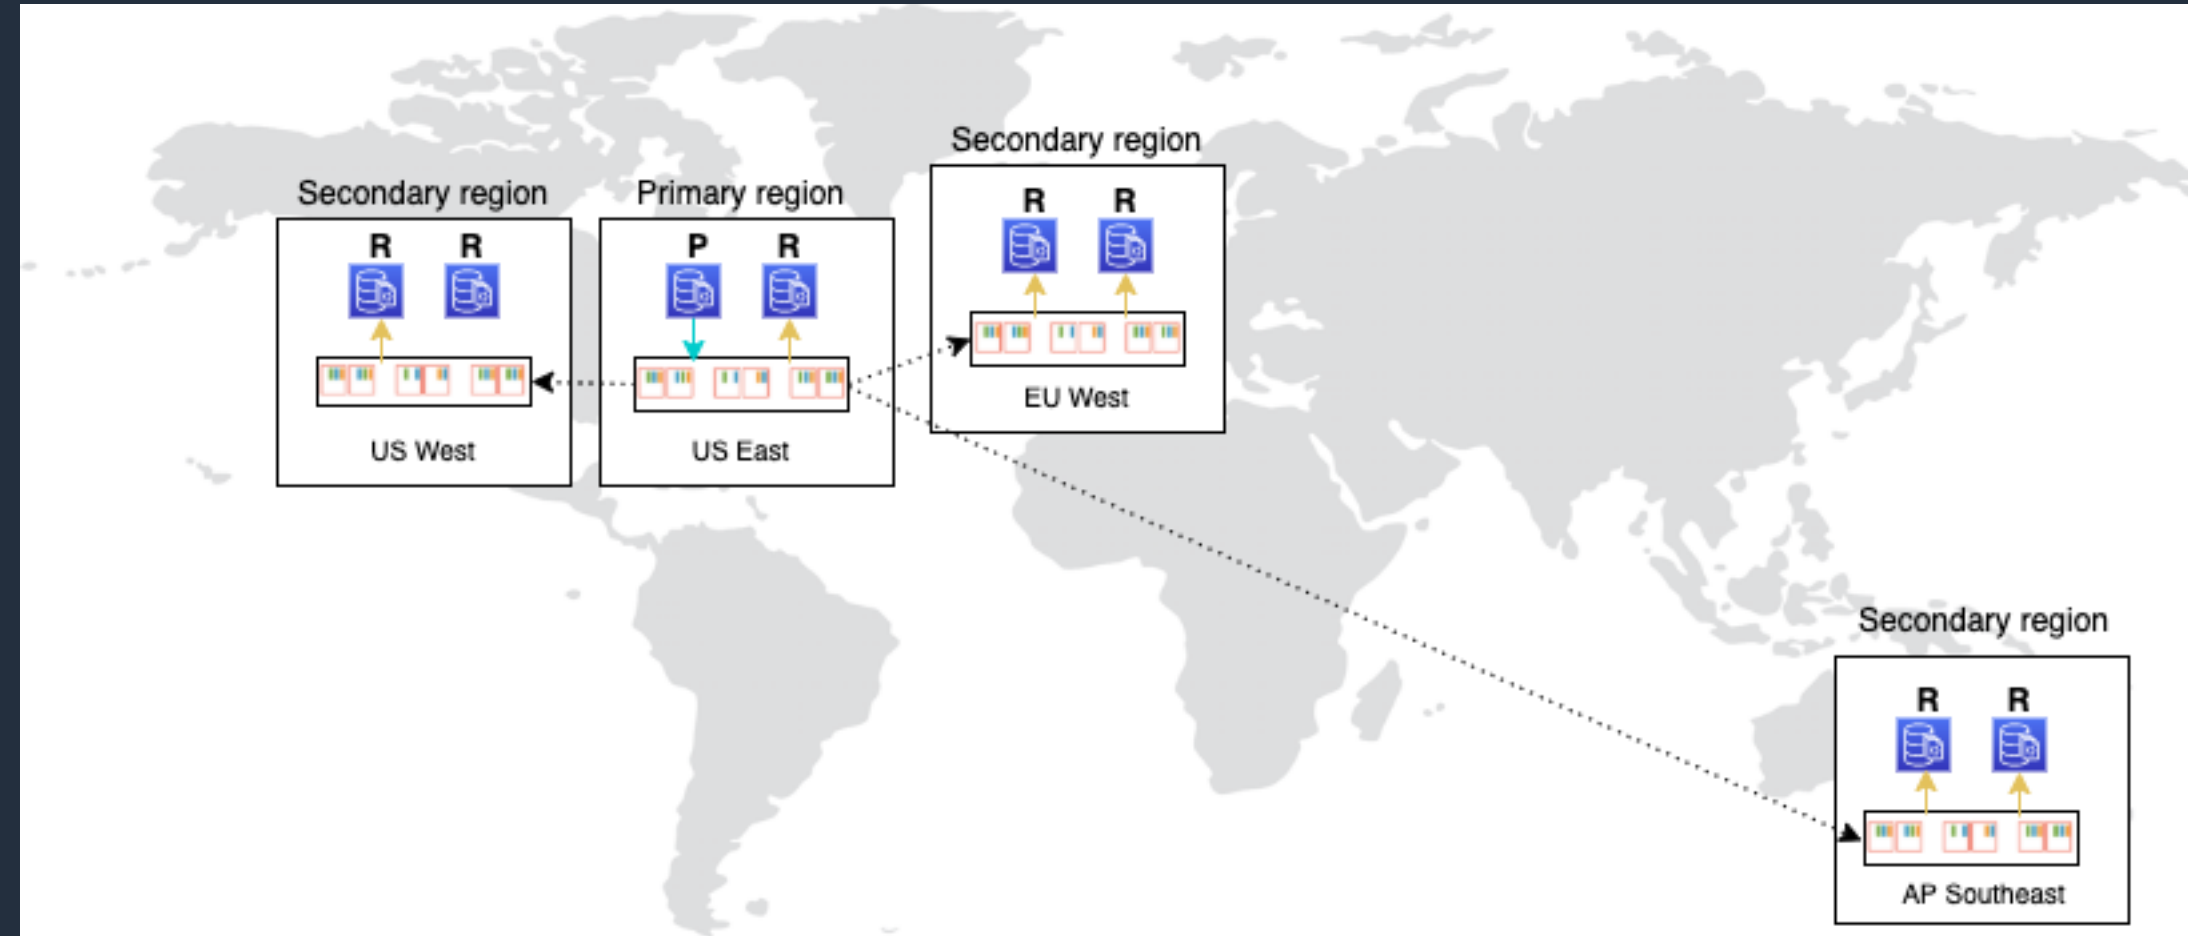 Secondary region
R R
US West
Primary region
P R
US East
Secondary region
R R
EU West
Secondary region
R R
AP Southeast